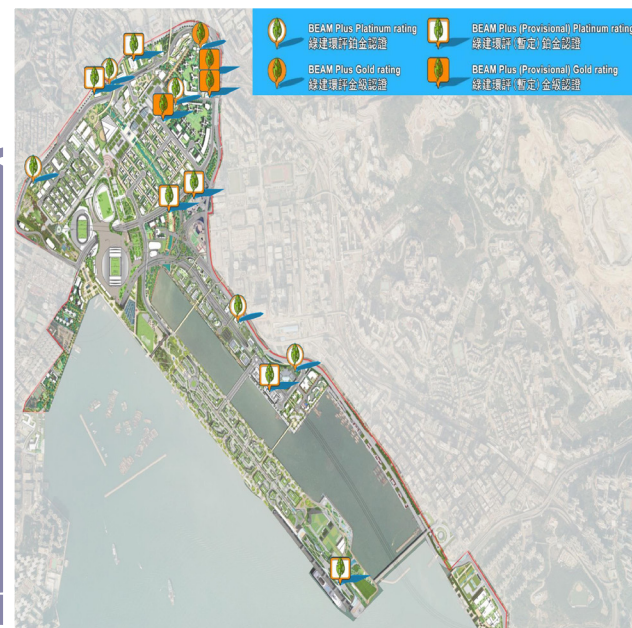 BEAM Plus Platinum rating
綠建環評鉑金認證
BEAM Plus (Provisional) Platinum rating
綠建環評(暫定)鉑金認證
BEAM Plus Gold rating
綠建環評金級認證
BEAM Plus (Provisional) Gold rating
綠建環評(暫定)金級認證